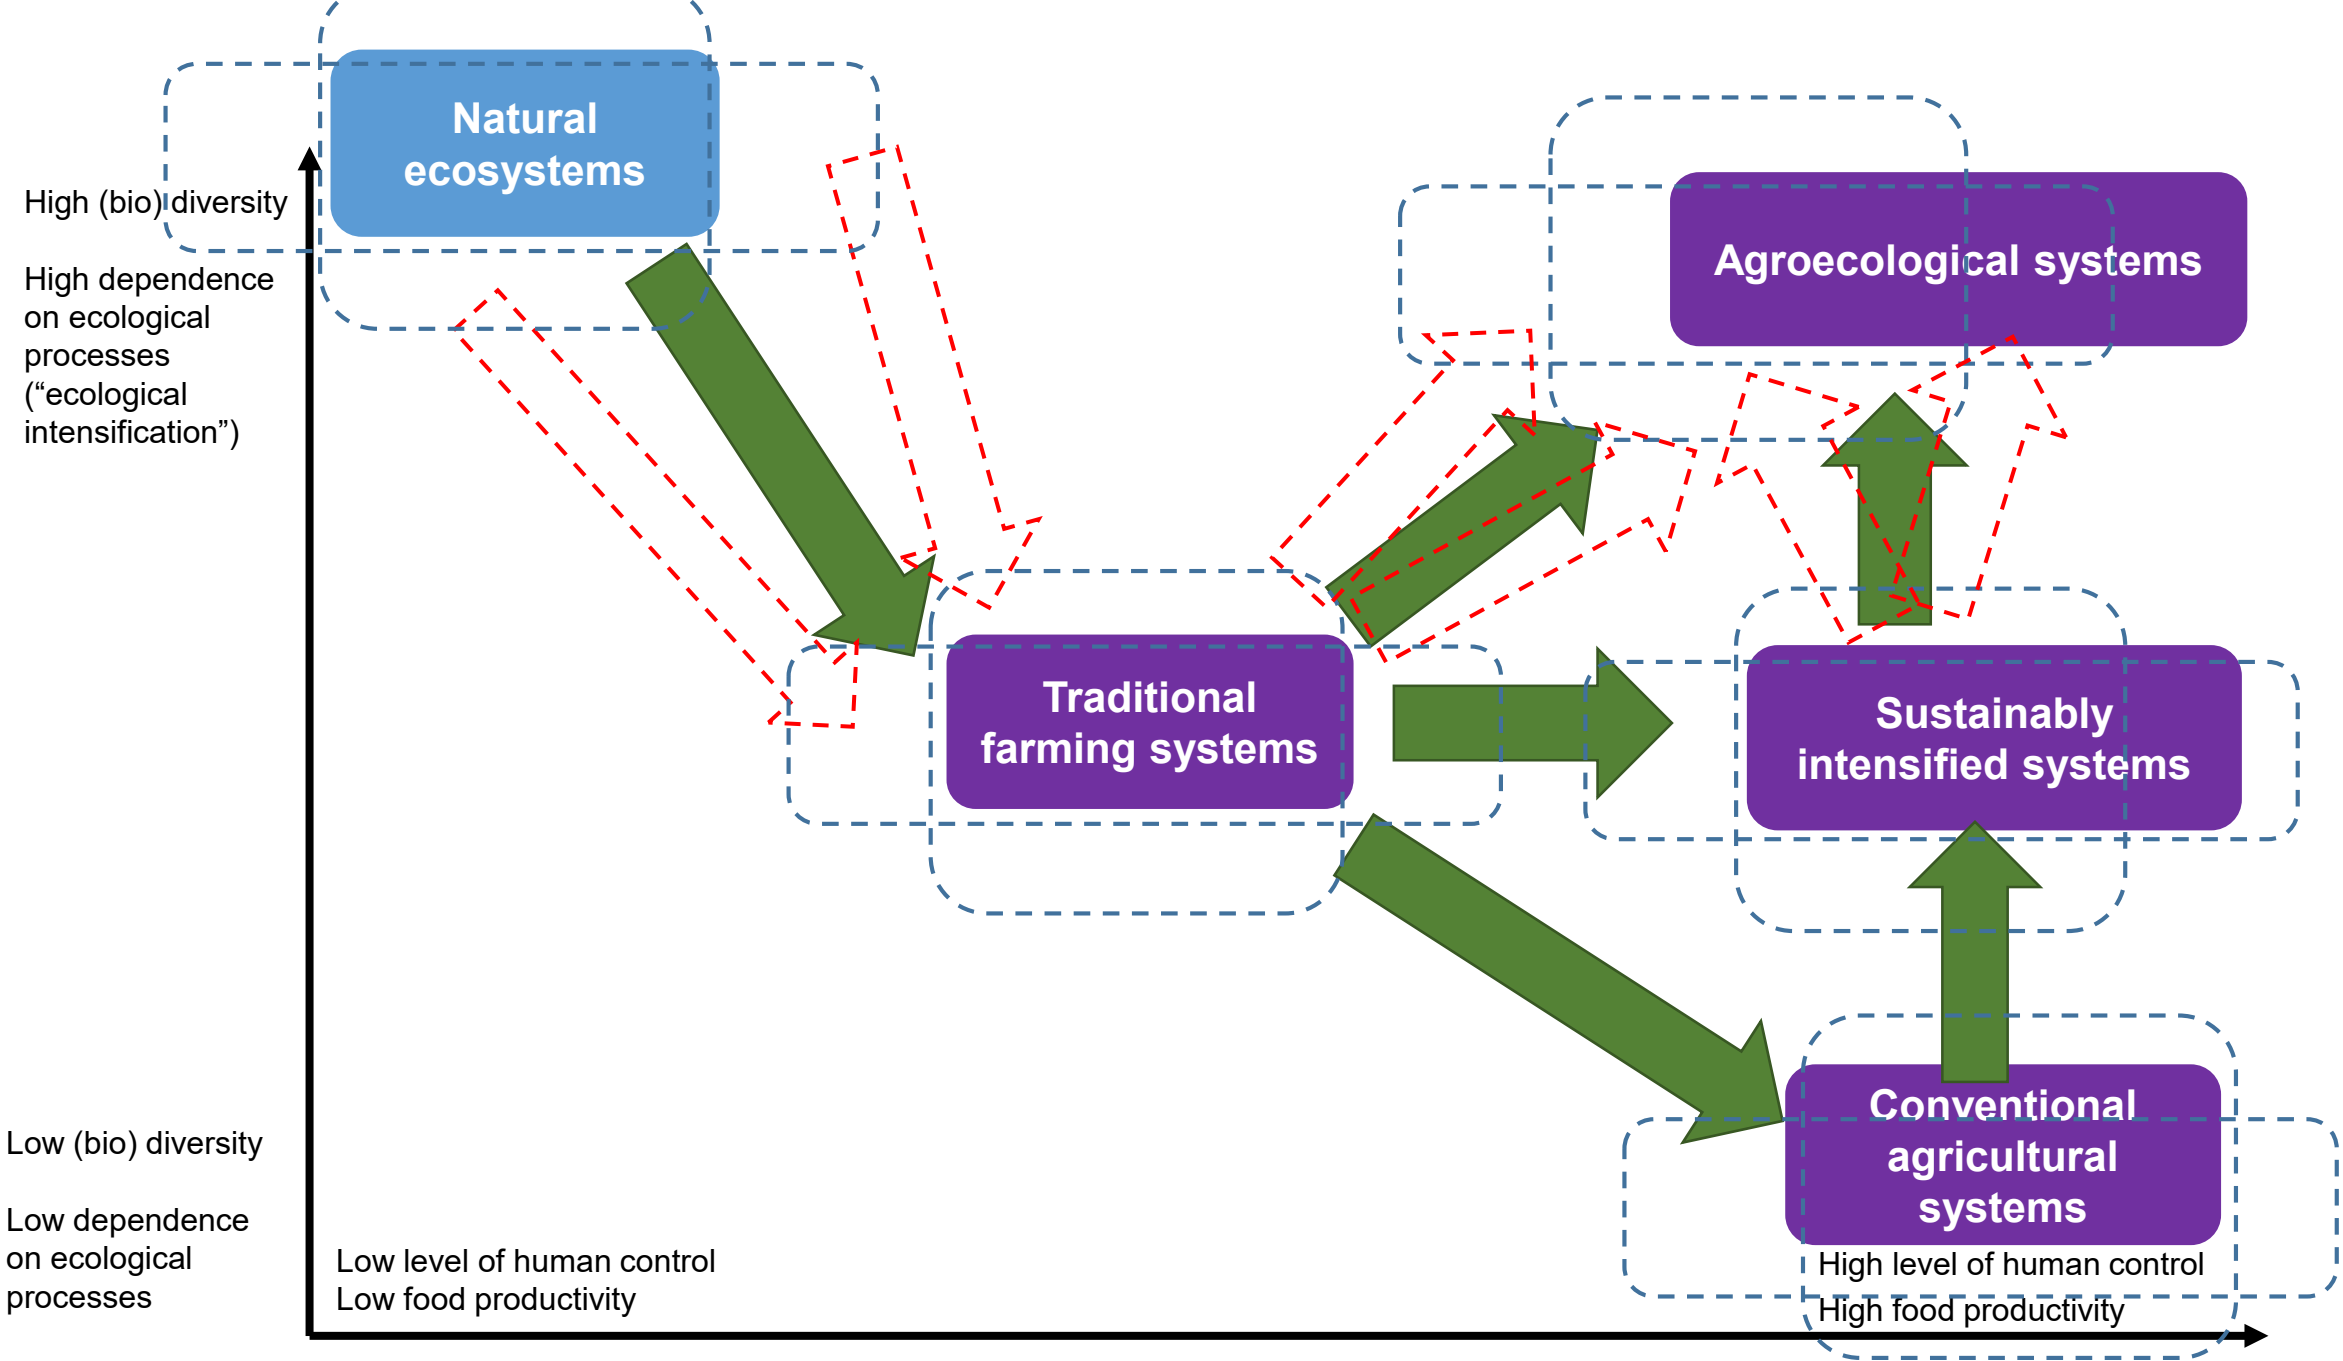 Natural
ecosystems
High (bio) diversity
High dependence
on ecological
processes
(“ecological
intensification”)
Agroecological systems
Traditional
farming systems
Sustainably
intensified systems
Conventional
agricultural
systems
Low (bio) diversity
Low dependence
on ecological
processes
Low level of human control
Low food productivity
High level of human control
High food productivity